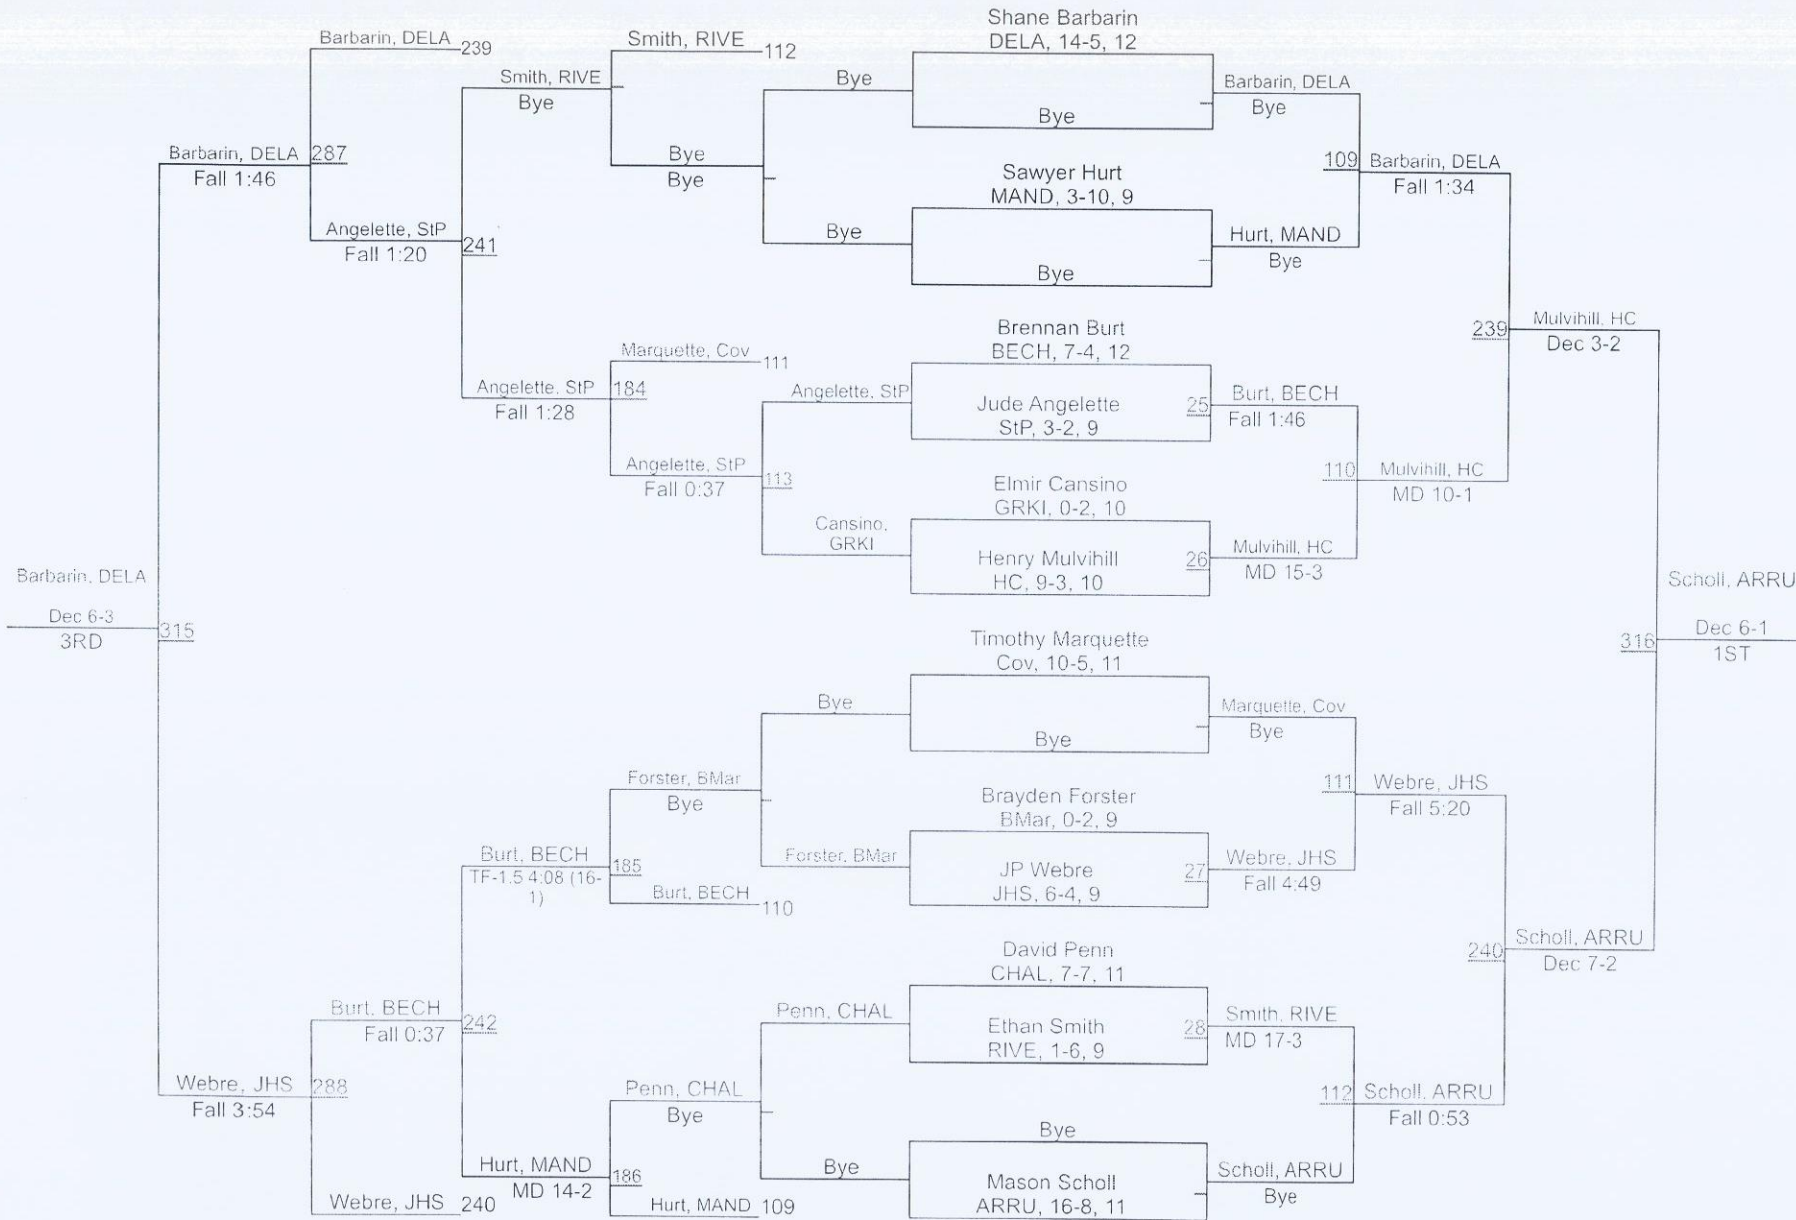 Shane Barbarin
DELA, 14-5, 12
Bye
Sawyer Hurt
MAND, 3-10, 9
Bye
Brennan Burt
BECH, 7-4, 12
Jude Angelette
StP, 3-2, 9
25
Elmir Cansino
GRKI, 0-2, 10
Henry Mulvihill
HC, 9-3, 10
26
Timothy Marquette
Cov, 10-5, 11
Bye
Brayden Forster
BMar, 0-2, 9
JP Webre
JHS, 6-4, 9
27
David Penn
CHAL, 7-7, 11
Ethan Smith
RIVE, 1-6, 9
28
Bye
Mason Scholl
ARRU, 16-8, 11
Barbarin, DELA
Bye
Hurt, MAND
Bye
Burt, BECH
Fall 1:46
Mulvihill, HC
MD 15-3
Marquette, Cov
Bye
Webre, JHS
Fall 4:49
Smith, RIVE
MD 17-3
Scholl, ARRU
Bye
109
Barbarin, DELA
Fall 1:34
110
Mulvihill, HC
MD 10-1
111
Webre, JHS
Fall 5:20
112
Scholl, ARRU
Fall 0:53
239
Mulvihill, HC
Dec 3-2
240
Scholl, ARRU
Dec 7-2
Scholl, ARRU
316
Dec 6-1
1ST
Bye
Bye
Angelette, StP
Cansino,
GRKI
Bye
Forster, BMar
Penn, CHAL
Bye
Smith, RIVE
112
Bye
Bye
Marquette, Cov
111
Angelette, StP
Fall 0:37
113
Forster, BMar
Bye
Burt, BECH
110
Penn, CHAL
Bye
Hurt, MAND
109
Smith, RIVE
Bye
Angelette, StP
Fall 1:28
184
Burt, BECH
TF-1.5 4:08 (16-
1)
185
Hurt, MAND
MD 14-2
186
Barbarin, DELA
239
Angelette, StP
Fall 1:20
241
Burt, BECH
Fall 0:37
242
Webre, JHS
240
Barbarin, DELA
Fall 1:46
287
Webre, JHS
Fall 3:54
288
Barbarin, DELA
Dec 6-3
3RD
315